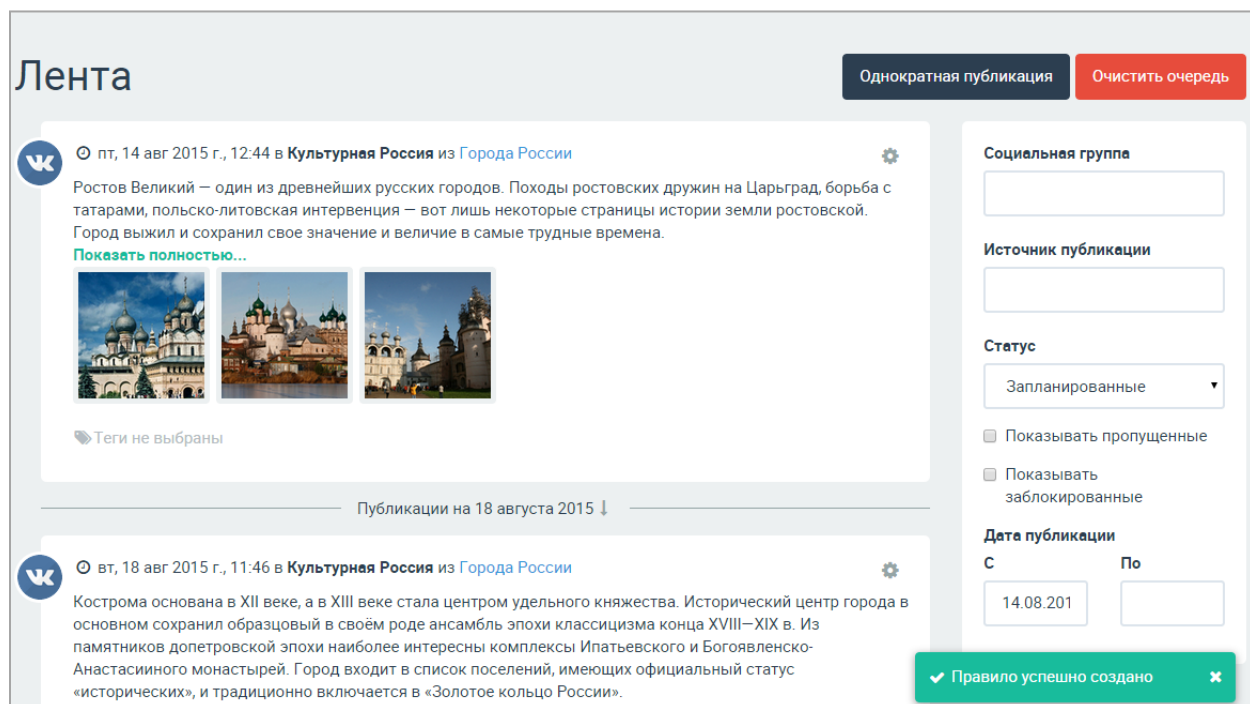 Лента
Однократная публикация
Очистить очередь
пт, 14 авг 2015 г., 12:44 в Культурная Россия из Города России
Ростов Великий — один из древнейших русских городов. Походы ростовских дружин на Царьград, борьба с
татарами, польско-литовская интервенция — вот лишь некоторые страницы истории земли ростовской.
Город выжил и сохранил свое значение и величие в самые трудные времена.
Показать полностью...
Теги не выбраны
Публикации на 18 августа 2015
вт, 18 авг 2015 г., 11:46 в Культурная Россия из Города России
Кострома основана в XII веке, а в XIII веке стала центром удельного княжества. Исторический центр города в
основном сохранил образцовый в своём роде ансамбль эпохи классицизма конца XVIII—XIX в. Из
памятников допетровской эпохи наиболее интересны комплексы Ипатьевского и Богоявленско-
Анастасииного монастырей. Город входит в список поселений, имеющих официальный статус
«исторических», и традиционно включается в «Золотое кольцо России».
Социальная группа
Источник публикации
Статус
Запланированные
Показывать пропущенные
Показывать
заблокированные
Дата публикации
С По
14.08.201
Правило успешно создано